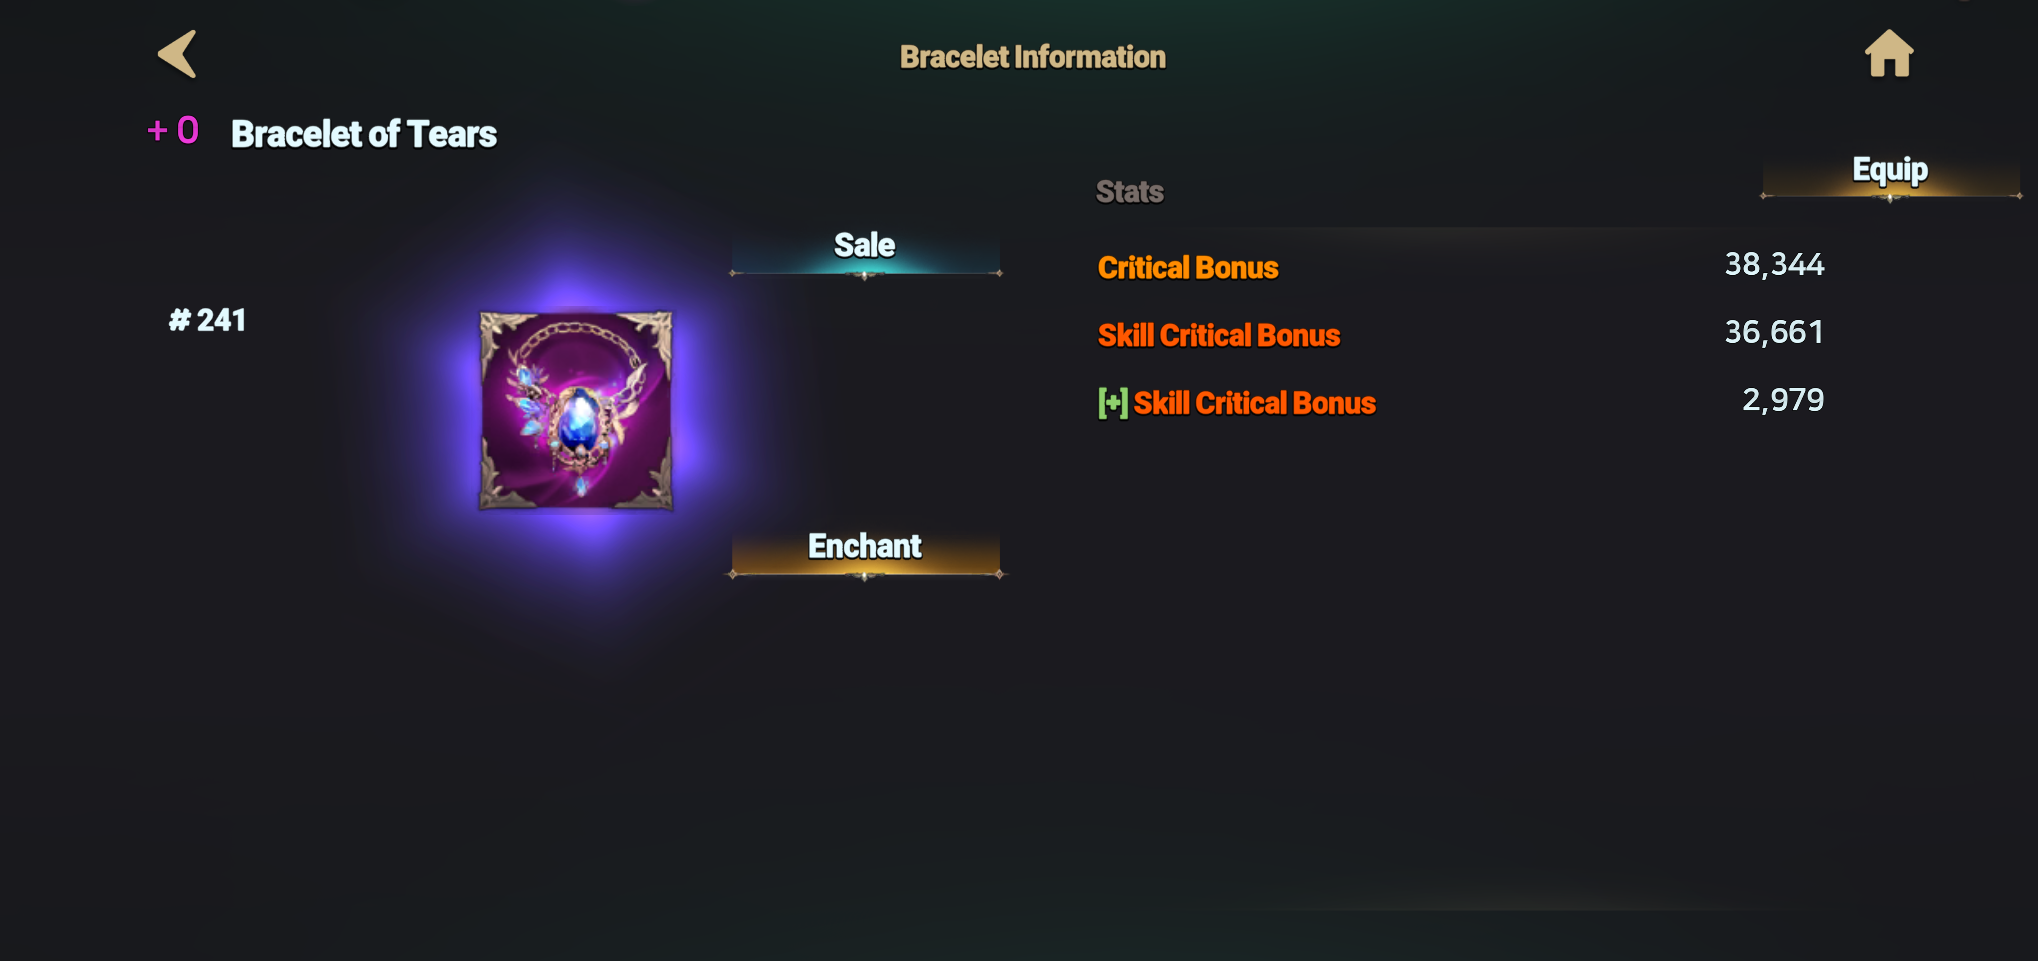 Bracelet Information
+ 0 Bracelet of Tears
Equip
Stats
Sale
Critical Bonus 38,344
# 241
Skill Critical Bonus 36,661
[+] Skill Critical Bonus 2,979
Enchant